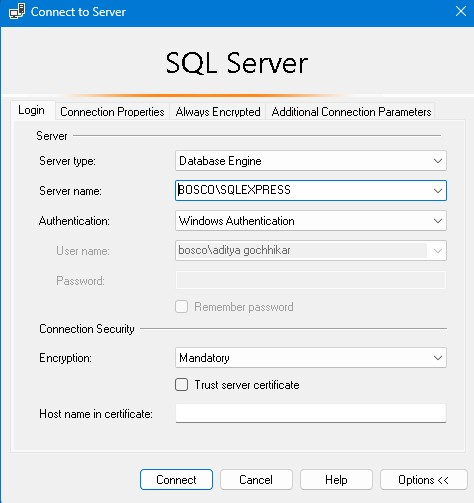 Connect to Server
SQL Server
Login Connection Properties Always Encrypted Additional Connection Parameters
Server
Server type: Database Engine
Server name: BOSCO\SQLEXPRESS
Authentication: Windows Authentication
User name: bosco\aditya gochhikar
Password:
Remember password
Connection Security
Encryption: Mandatory
Trust server certificate
Host name in certificate:
Connect Cancel Help Options <<